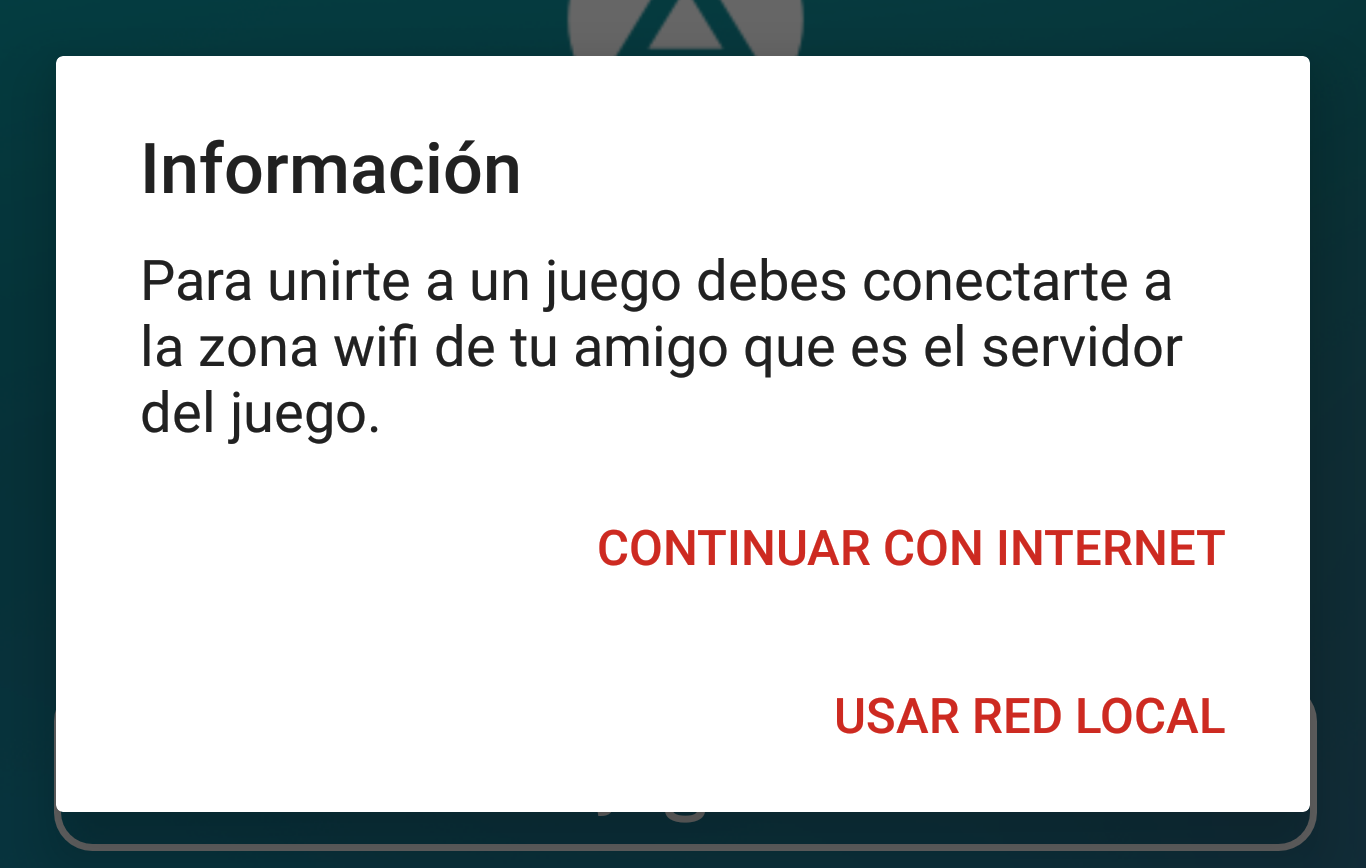 Información
Para unirte a un juego debes conectarte a
la zona wifi de tu amigo que es el servidor
del juego.
CONTINUAR CON INTERNET
USAR RED LOCAL